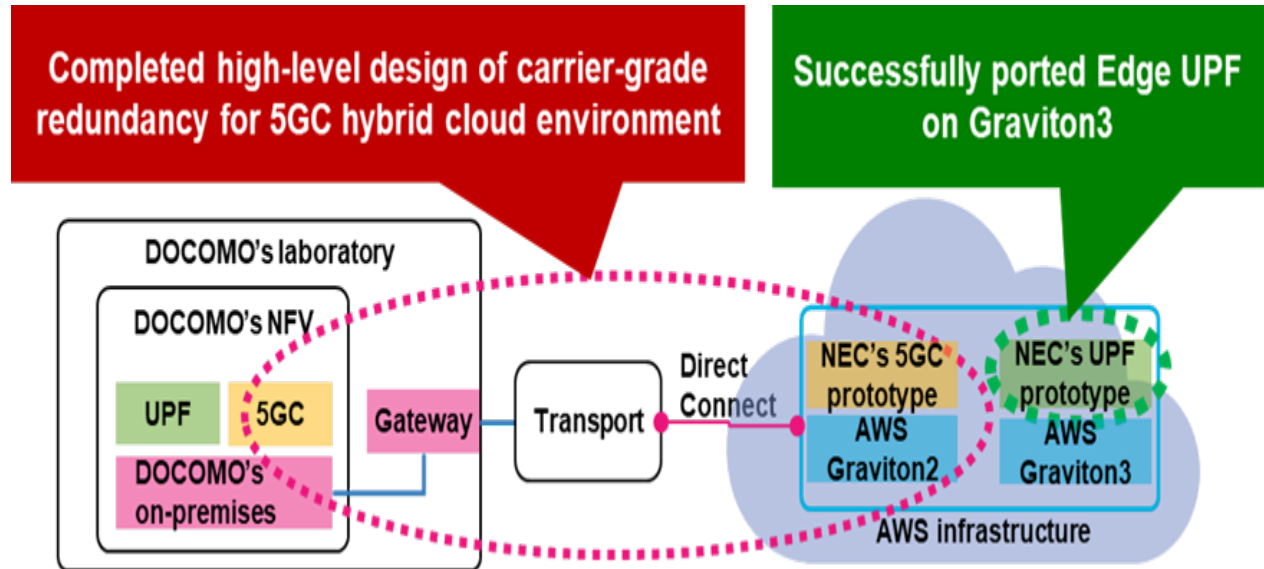 Completed high-level design of carrier-grade
redundancy for 5GC hybrid cloud environment
Successfully ported Edge UPF
on Graviton3
DOCOMO's laboratory
DOCOMO's NFV
UPF
5GC
DOCOMO's
on-premises
Gateway
Transport
Direct
Connect
NEC's 5GC
prototype
AWS
Graviton2
NEC's UPF
prototype
AWS
Graviton3
AWS infrastructure